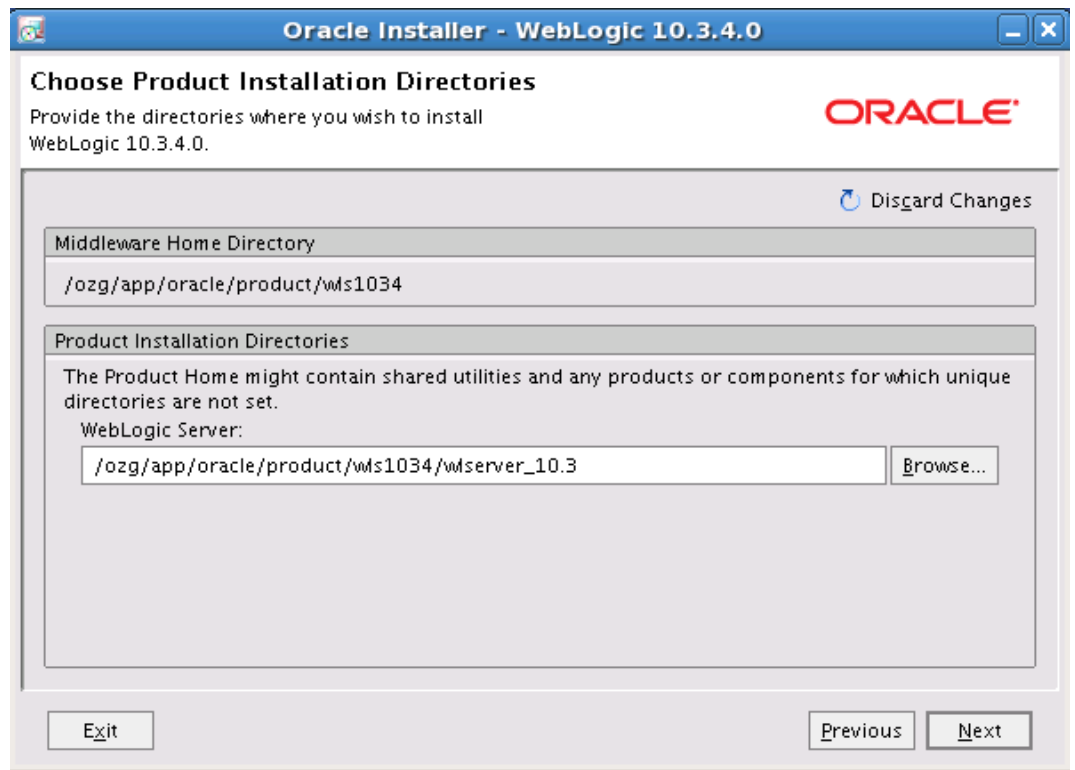 Oracle Installer - WebLogic 10.3.4.0
Choose Product Installation Directories
Provide the directories where you wish to install
WebLogic 10.3.4.0.
ORACLE
Discard Changes
Middleware Home Directory
/ozg/app/oracle/product/wls1034
Product Installation Directories
The Product Home might contain shared utilities and any products or components for which unique
directories are not set.
WebLogic Server:
/ozg/app/oracle/product/wls1034/wlserver_10.3
Browse...
Exit
Previous
Next